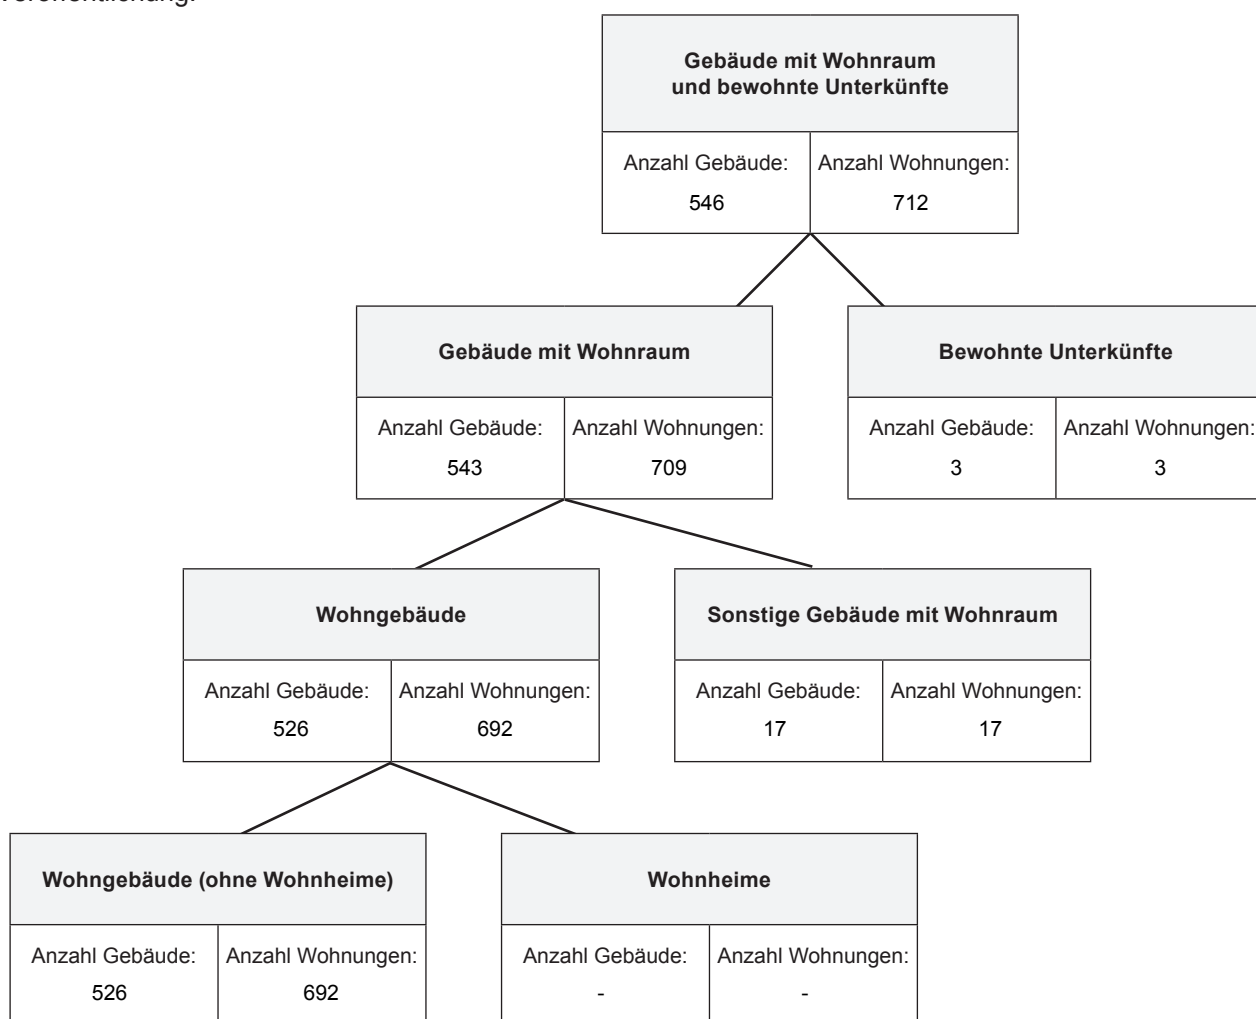 Veröffentlichung.
Gebäude mit Wohnraum
und bewohnte Unterkünfte
Anzahl Gebäude: Anzahl Wohnungen:
546 712
Gebäude mit Wohnraum
Bewohnte Unterkünfte
Anzahl Gebäude: Anzahl Wohnungen:
543 709
Anzahl Gebäude: Anzahl Wohnungen:
3 3
Wohngebäude
Sonstige Gebäude mit Wohnraum
Anzahl Gebäude: Anzahl Wohnungen:
526 692
Anzahl Gebäude: Anzahl Wohnungen:
17 17
Wohngebäude (ohne Wohnheime)
Wohnheime
Anzahl Gebäude: Anzahl Wohnungen:
526 692
Anzahl Gebäude: Anzahl Wohnungen:
- -